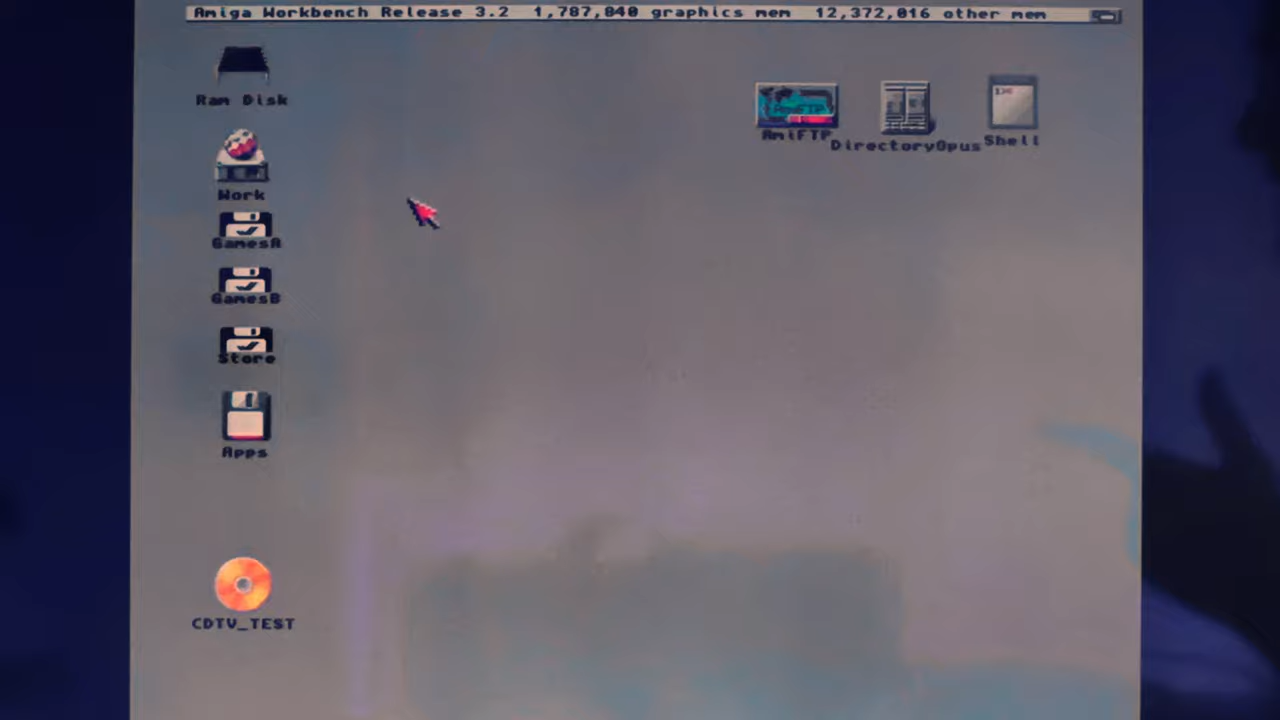 Amiga Workbench Release 3.2 1,787,840 graphics mem 12,372,016 other mem
Ram Disk
AmiFTP
DirectoryOpus
Shell
Work
GamesA
GamesB
Store
Apps
CDTV_TEST